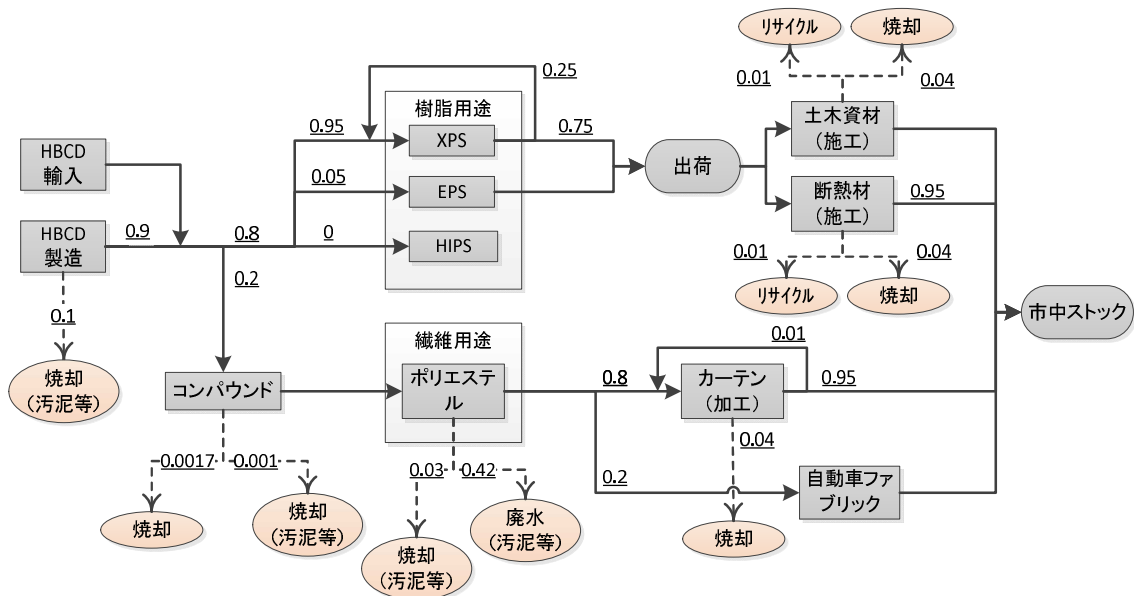 リサイクル
焼却
0.01
0.04
0.25
樹脂用途
0.95
XPS
0.75
土木資材
(施工)
HBCD
輸入
出荷
0.05
EPS
断熱材
(施工)
0.95
HBCD
製造
0.9
0.8
0
HIPS
0.01
0.04
0.2
リサイクル
焼却
市中ストック
0.1
繊維用途
0.01
焼却
(汚泥等)
コンパウンド
ポリエステ
ル
0.8
カーテン
(加工)
0.95
0.04
0.0017
0.001
0.03
0.42
0.2
自動車ファ
ブリック
焼却
焼却
(汚泥等)
焼却
(汚泥等)
廃水
(汚泥等)
焼却